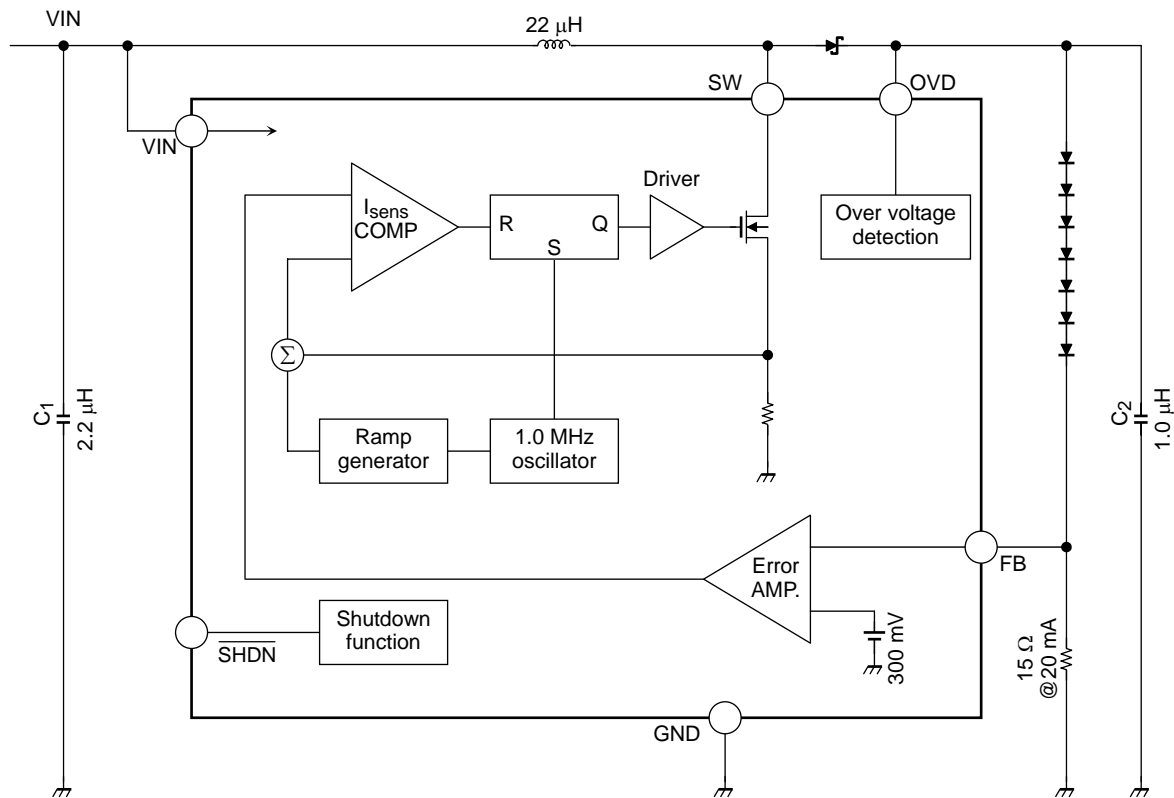 VIN
22 μH
SW
OVD
VIN
Isens
COMP
R
Q
S
Driver
Over voltage
detection
Σ
C1
2.2 μH
Ramp
generator
1.0 MHz
oscillator
C2
1.0 μH
Error
AMP.
FB
300 mV
SHDN
Shutdown
function
15 Ω
@20 mA
GND